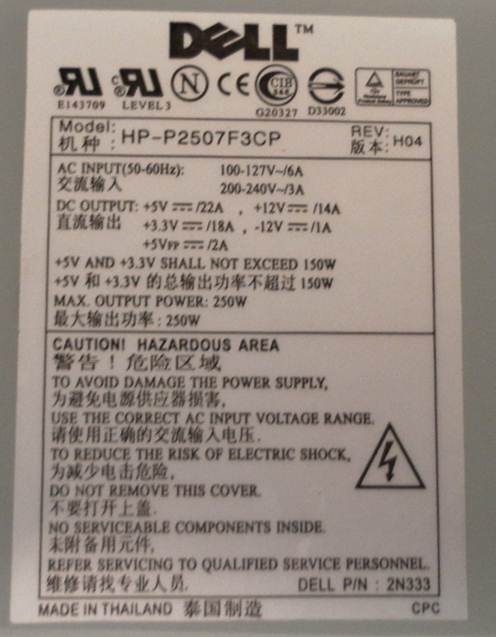 DELL™
E143709 LEVEL 3 N CE CIB G20327 D33002 BAUART GEPRÜFT TYPE APPROVED
Model: HP-P2507F3CP REV: H04
机种: 版本:
AC INPUT(50-60Hz): 100-127V~/6A
交流输入 200-240V~/3A
DC OUTPUT: +5V /22A , +12V /14A
直流输出 +3.3V /18A , -12V /1A
+5VFP /2A
+5V AND +3.3V SHALL NOT EXCEED 150W
+5V 和 +3.3V 的总输出功率不超过 150W
MAX. OUTPUT POWER: 250W
最大输出功率: 250W
CAUTION! HAZARDOUS AREA
警告! 危险区域
TO AVOID DAMAGE THE POWER SUPPLY,
为避免电源供应器损害,
USE THE CORRECT AC INPUT VOLTAGE RANGE.
请使用正确的交流输入电压.
TO REDUCE THE RISK OF ELECTRIC SHOCK,
为减少电击危险,
DO NOT REMOVE THIS COVER.
不要打开上盖.
NO SERVICEABLE COMPONENTS INSIDE.
未附备用元件,
REFER SERVICING TO QUALIFIED SERVICE PERSONNEL.
维修请找专业人员. DELL P/N : 2N333
MADE IN THAILAND 泰国制造 CPC